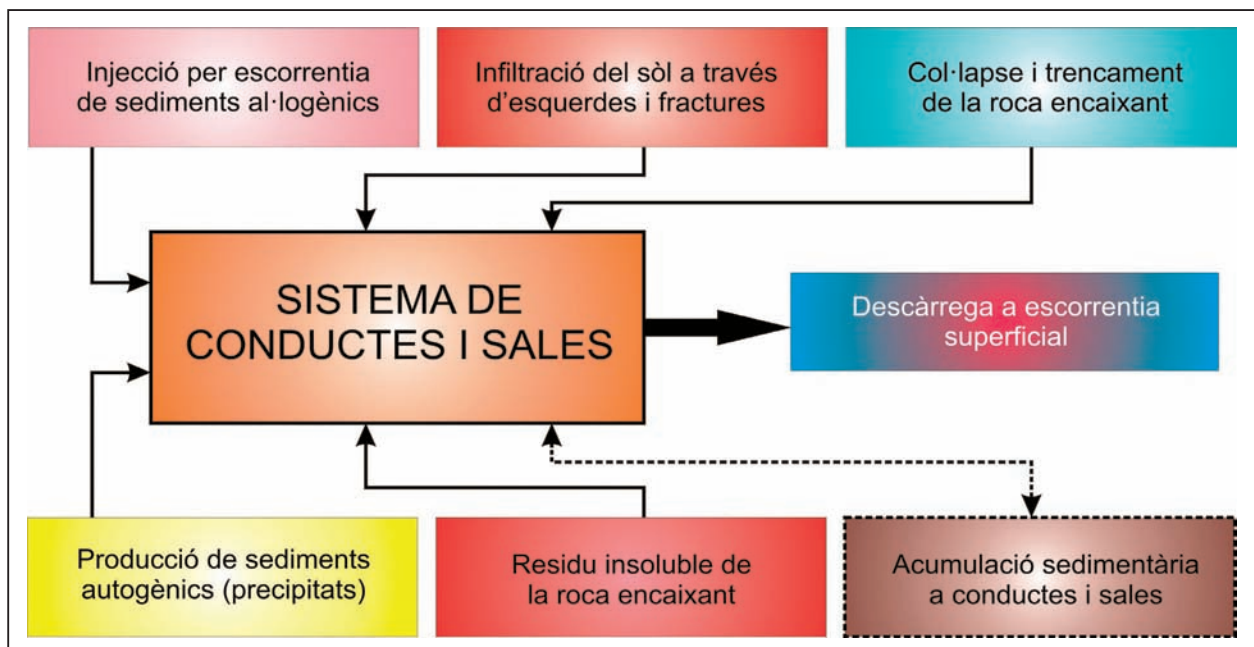 Injecció per escorrentia
de sediments al·logènics
Infiltració del sòl a través
d'esquerdes i fractures
Col·lapse i trencament
de la roca encaixant
SISTEMA DE
CONDUCTES I SALES
Descàrrega a escorrentia
superficial
Producció de sediments
autogènics (precipitats)
Residu insoluble de
la roca encaixant
Acumulació sedimentària
a conductes i sales